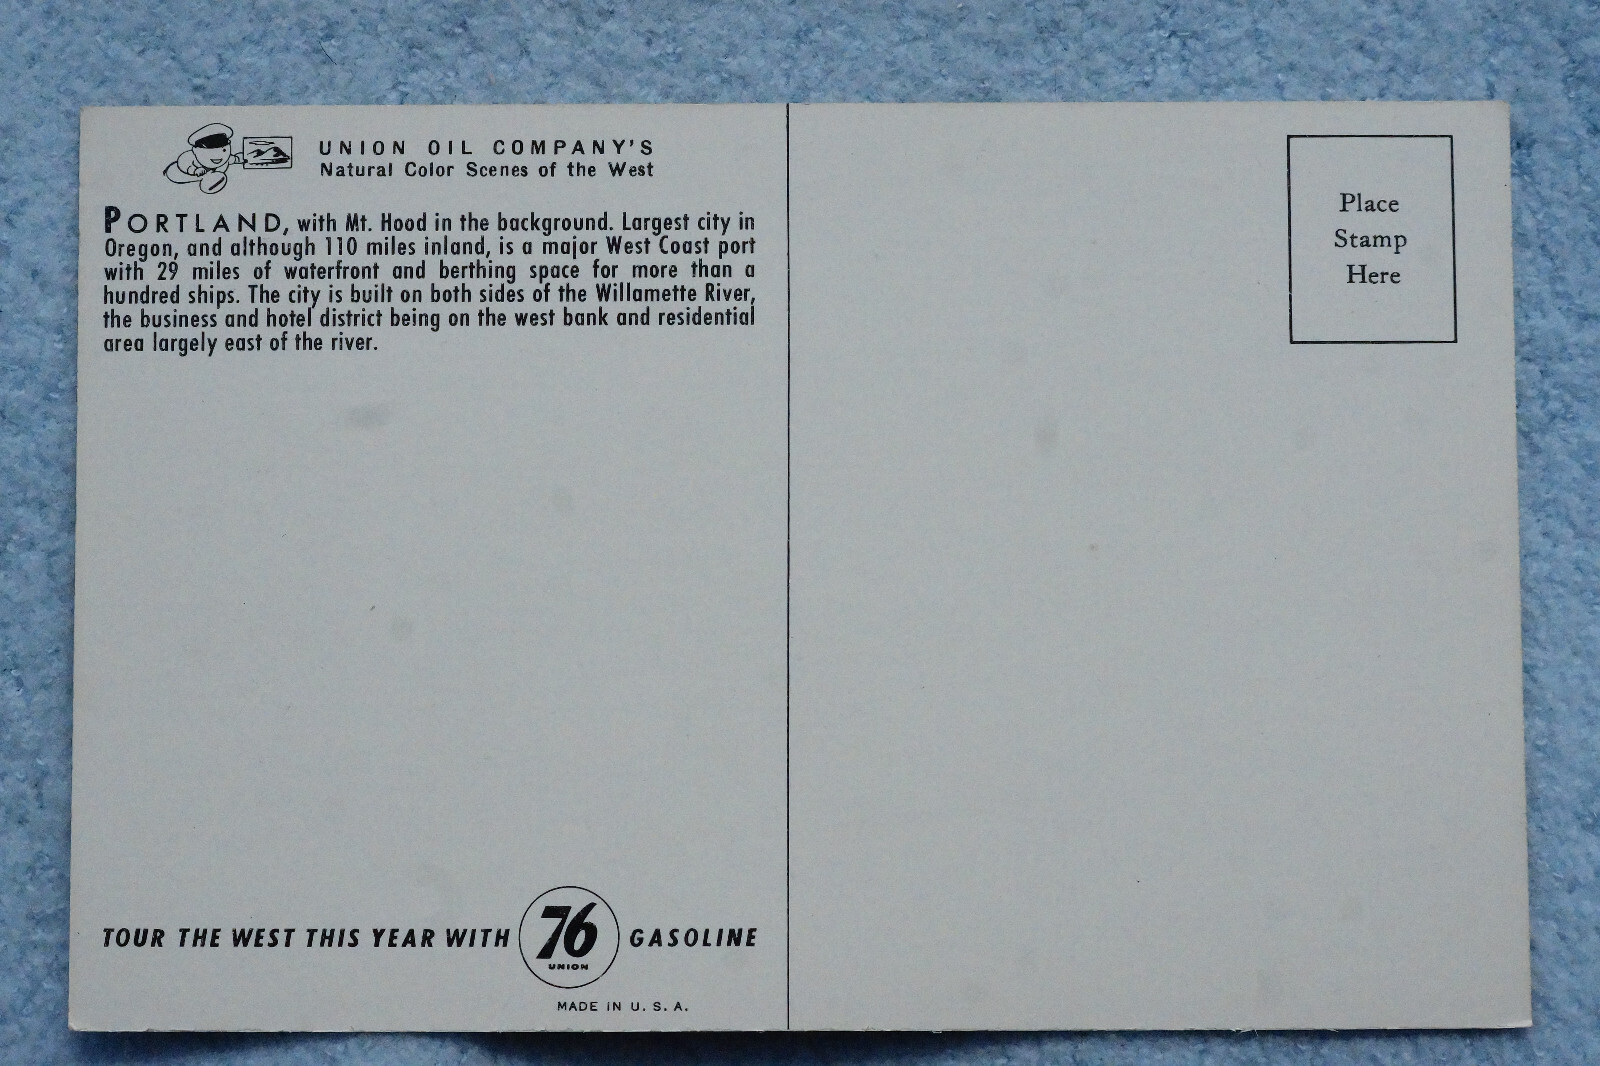 UNION OIL COMPANY'S
Natural Color Scenes of the West
PORTLAND, with Mt. Hood in the background. Largest city in
Oregon, and although 110 miles inland, is a major West Coast port
with 29 miles of waterfront and berthing space for more than a
hundred ships. The city is built on both sides of the Willamette River,
the business and hotel district being on the west bank and residential
area largely east of the river.
Place
Stamp
Here
TOUR THE WEST THIS YEAR WITH 76 GASOLINE
UNION
MADE IN U. S. A.